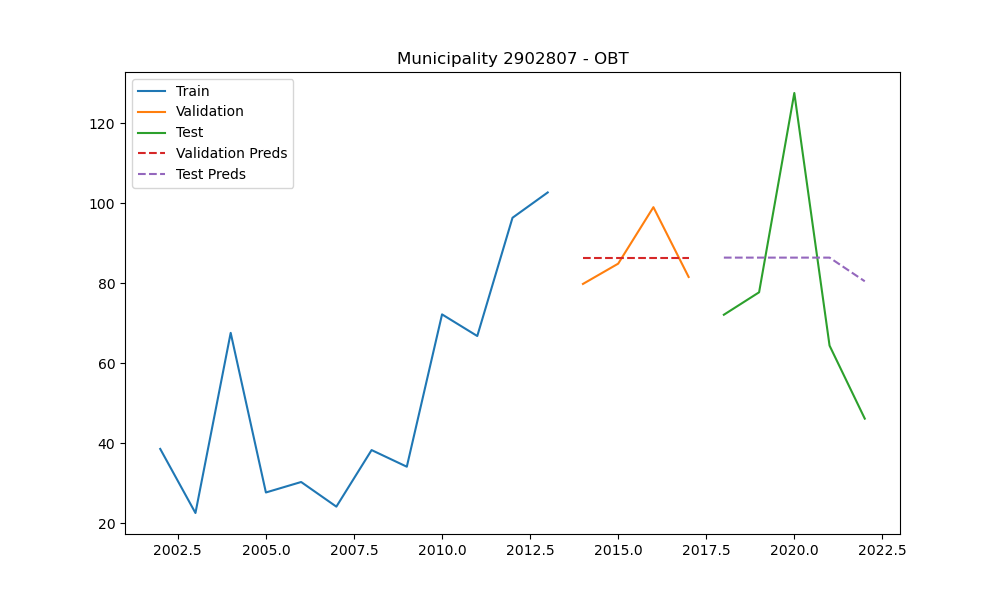 Municipality 2902807 - OBT
Train
Validation
Test
Validation Preds
Test Preds
120
100
80
60
40
20
2002.5 2005.0 2007.5 2010.0 2012.5 2015.0 2017.5 2020.0 2022.5